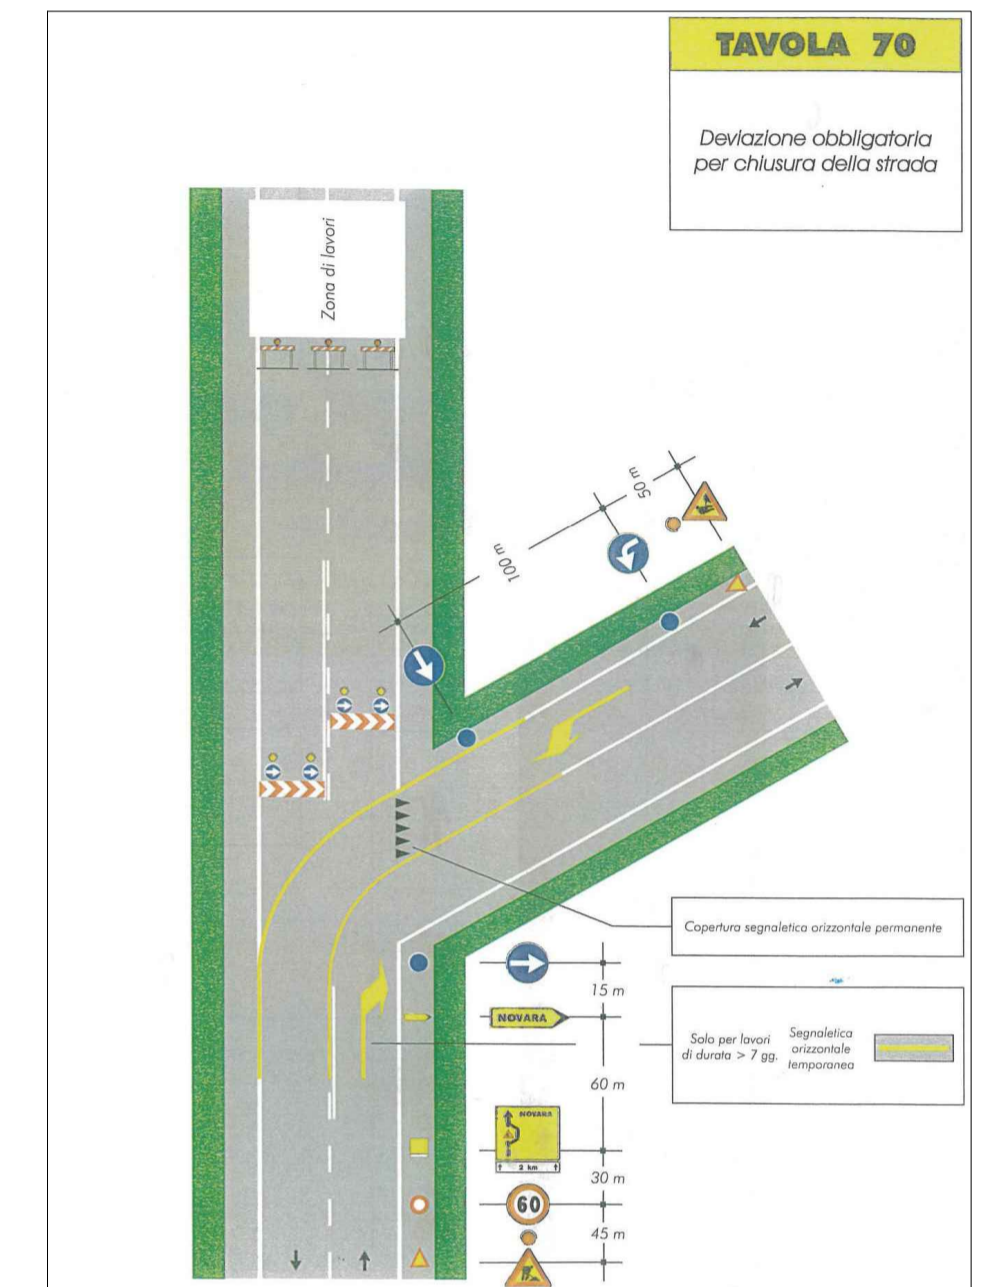 TAVOLA 70
Deviazione obbligatoria
per chiusura della strada
Zona di lavori
50 m
100 m
Copertura segnaletica orizzontale permanente
15 m
NOVARA
Solo per lavori
di durata > 7 gg.
Segnaletica
orizzontale
temporanea
60 m
NOVARA
2 km
30 m
60
45 m